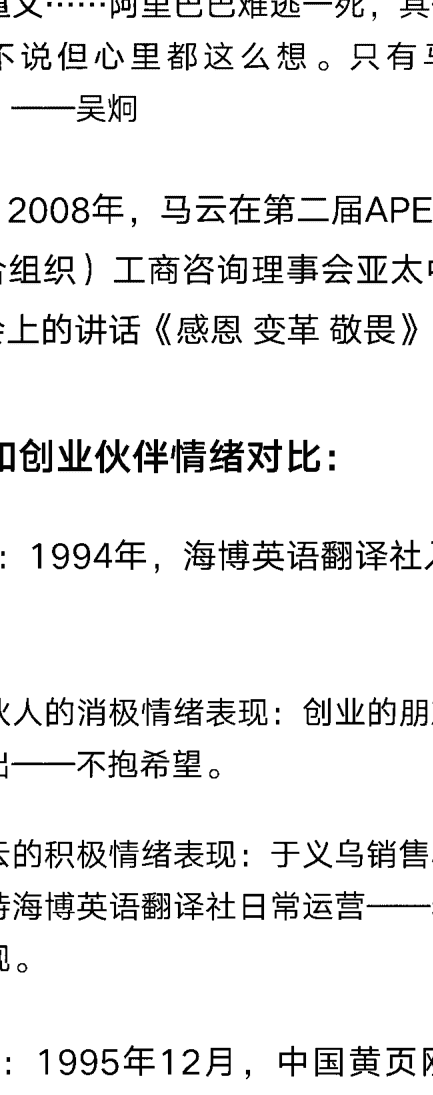 道义……阿里巴巴难逃一死，其
不说但心里都这么想。只有马
——吴炯
2008年，马云在第二届APE
合组织）工商咨询理事会亚太中
会上的讲话《感恩 变革 敬畏》
和创业伙伴情绪对比：
：1994年，海博英语翻译社入
伙人的消极情绪表现：创业的朋
出——不抱希望。
云的积极情绪表现：于义乌销售
持海博英语翻译社日常运营——
现。
：1995年12月，中国黄页刚